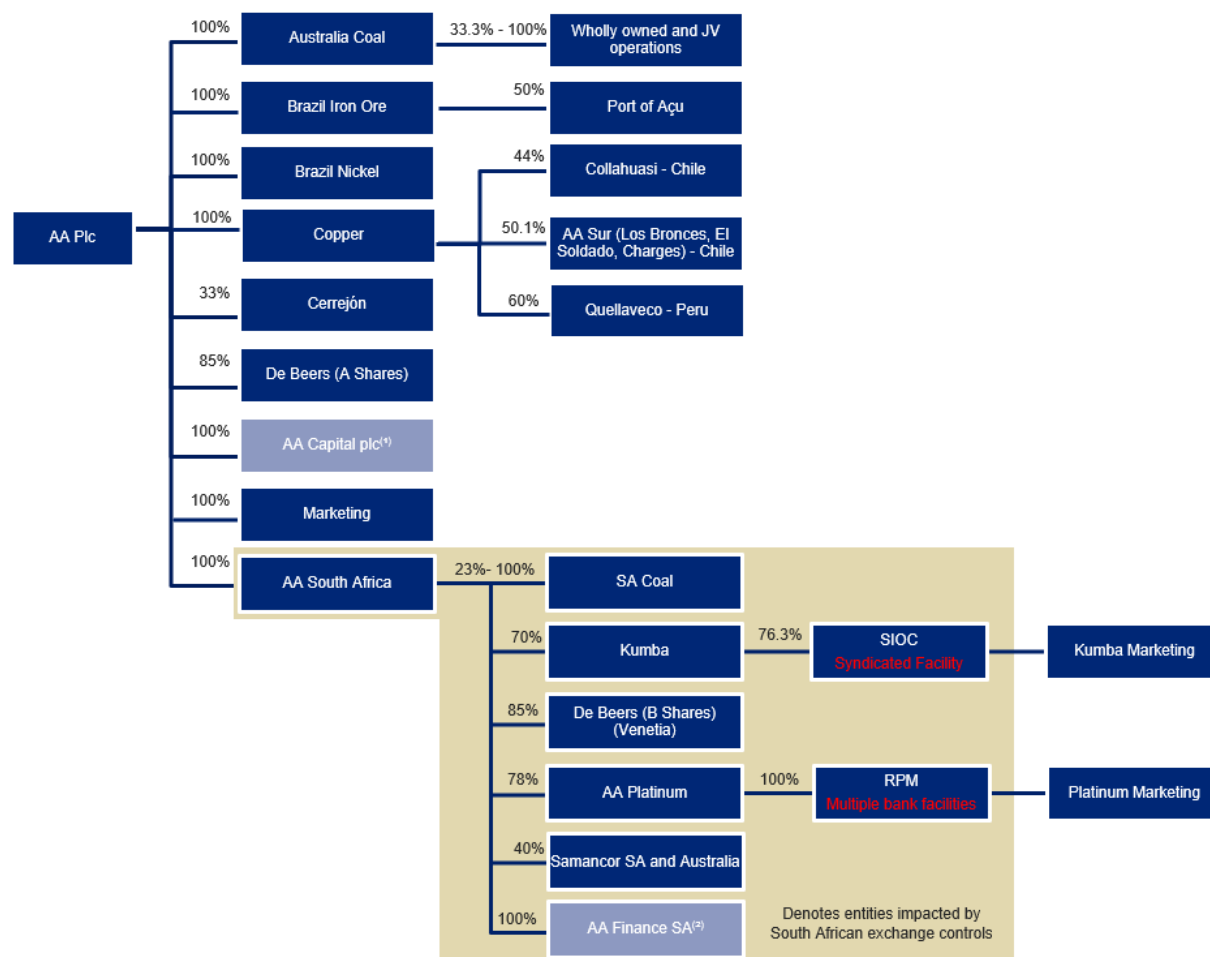 100%
Australia Coal
33.3% - 100%
Wholly owned and JV
operations
100%
Brazil Iron Ore
50%
Port of Açu
100%
Brazil Nickel
44%
Collahuasi - Chile
AA Plc
100%
Copper
50.1%
AA Sur (Los Bronces, El
Soldado, Charges) - Chile
33%
Cerrejón
60%
Quellaveco - Peru
85%
De Beers (A Shares)
100%
AA Capital plc⁽¹⁾
100%
Marketing
100%
AA South Africa
23%- 100%
SA Coal
70%
Kumba
76.3%
SIOC
Syndicated Facility
Kumba Marketing
85%
De Beers (B Shares)
(Venetia)
78%
AA Platinum
100%
RPM
Multiple bank facilities
Platinum Marketing
40%
Samancor SA and Australia
100%
AA Finance SA⁽²⁾
Denotes entities impacted by
South African exchange controls